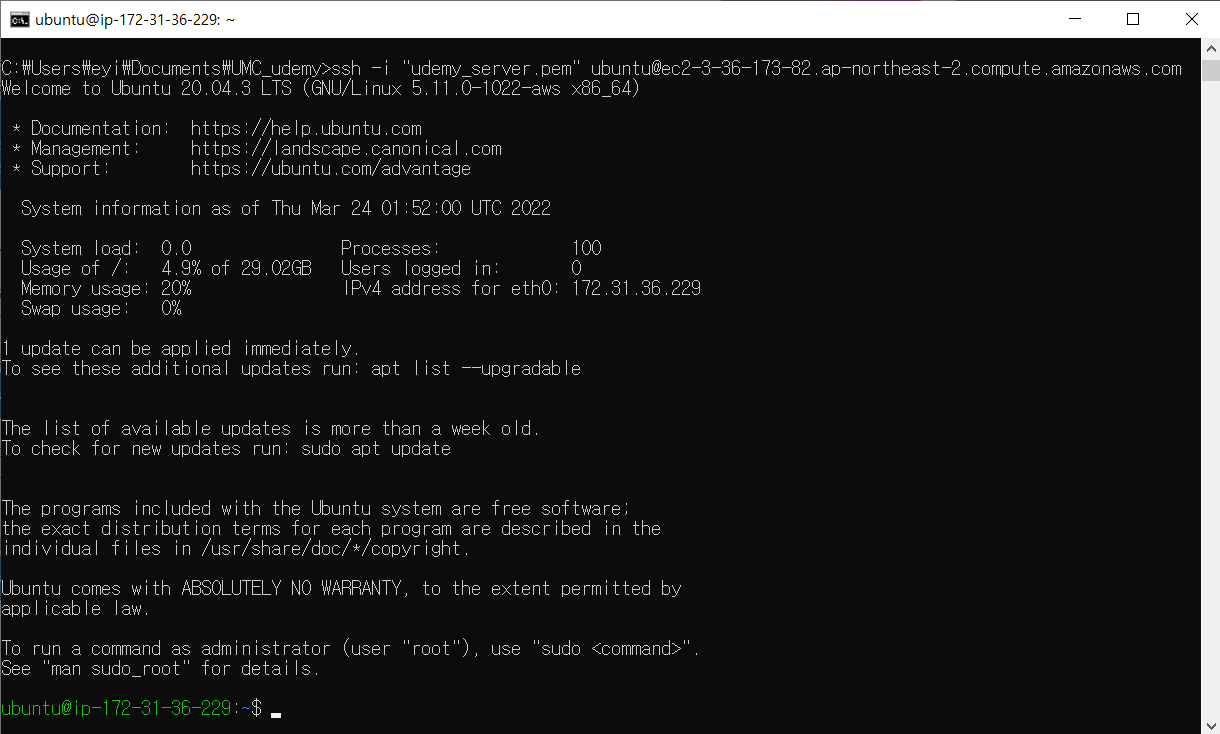 ubuntu@ip-172-31-36-229: ~
C:\Users\eyi\Documents\UMC_udemy>ssh -i "udemy_server.pem" ubuntu@ec2-3-36-173-82.ap-northeast-2.compute.amazonaws.com
Welcome to Ubuntu 20.04.3 LTS (GNU/Linux 5.11.0-1022-aws x86_64)
* Documentation:  https://help.ubuntu.com
* Management:     https://landscape.canonical.com
* Support:        https://ubuntu.com/advantage
System information as of Thu Mar 24 01:52:00 UTC 2022
System load:  0.0               Processes:             100
Usage of /:   4.9% of 29.02GB   Users logged in:       0
Memory usage: 20%               IPv4 address for eth0: 172.31.36.229
Swap usage:   0%
1 update can be applied immediately.
To see these additional updates run: apt list --upgradable
The list of available updates is more than a week old.
To check for new updates run: sudo apt update
The programs included with the Ubuntu system are free software;
the exact distribution terms for each program are described in the
individual files in /usr/share/doc/*/copyright.
Ubuntu comes with ABSOLUTELY NO WARRANTY, to the extent permitted by
applicable law.
To run a command as administrator (user "root"), use "sudo <command>".
See "man sudo_root" for details.
ubuntu@ip-172-31-36-229:~$